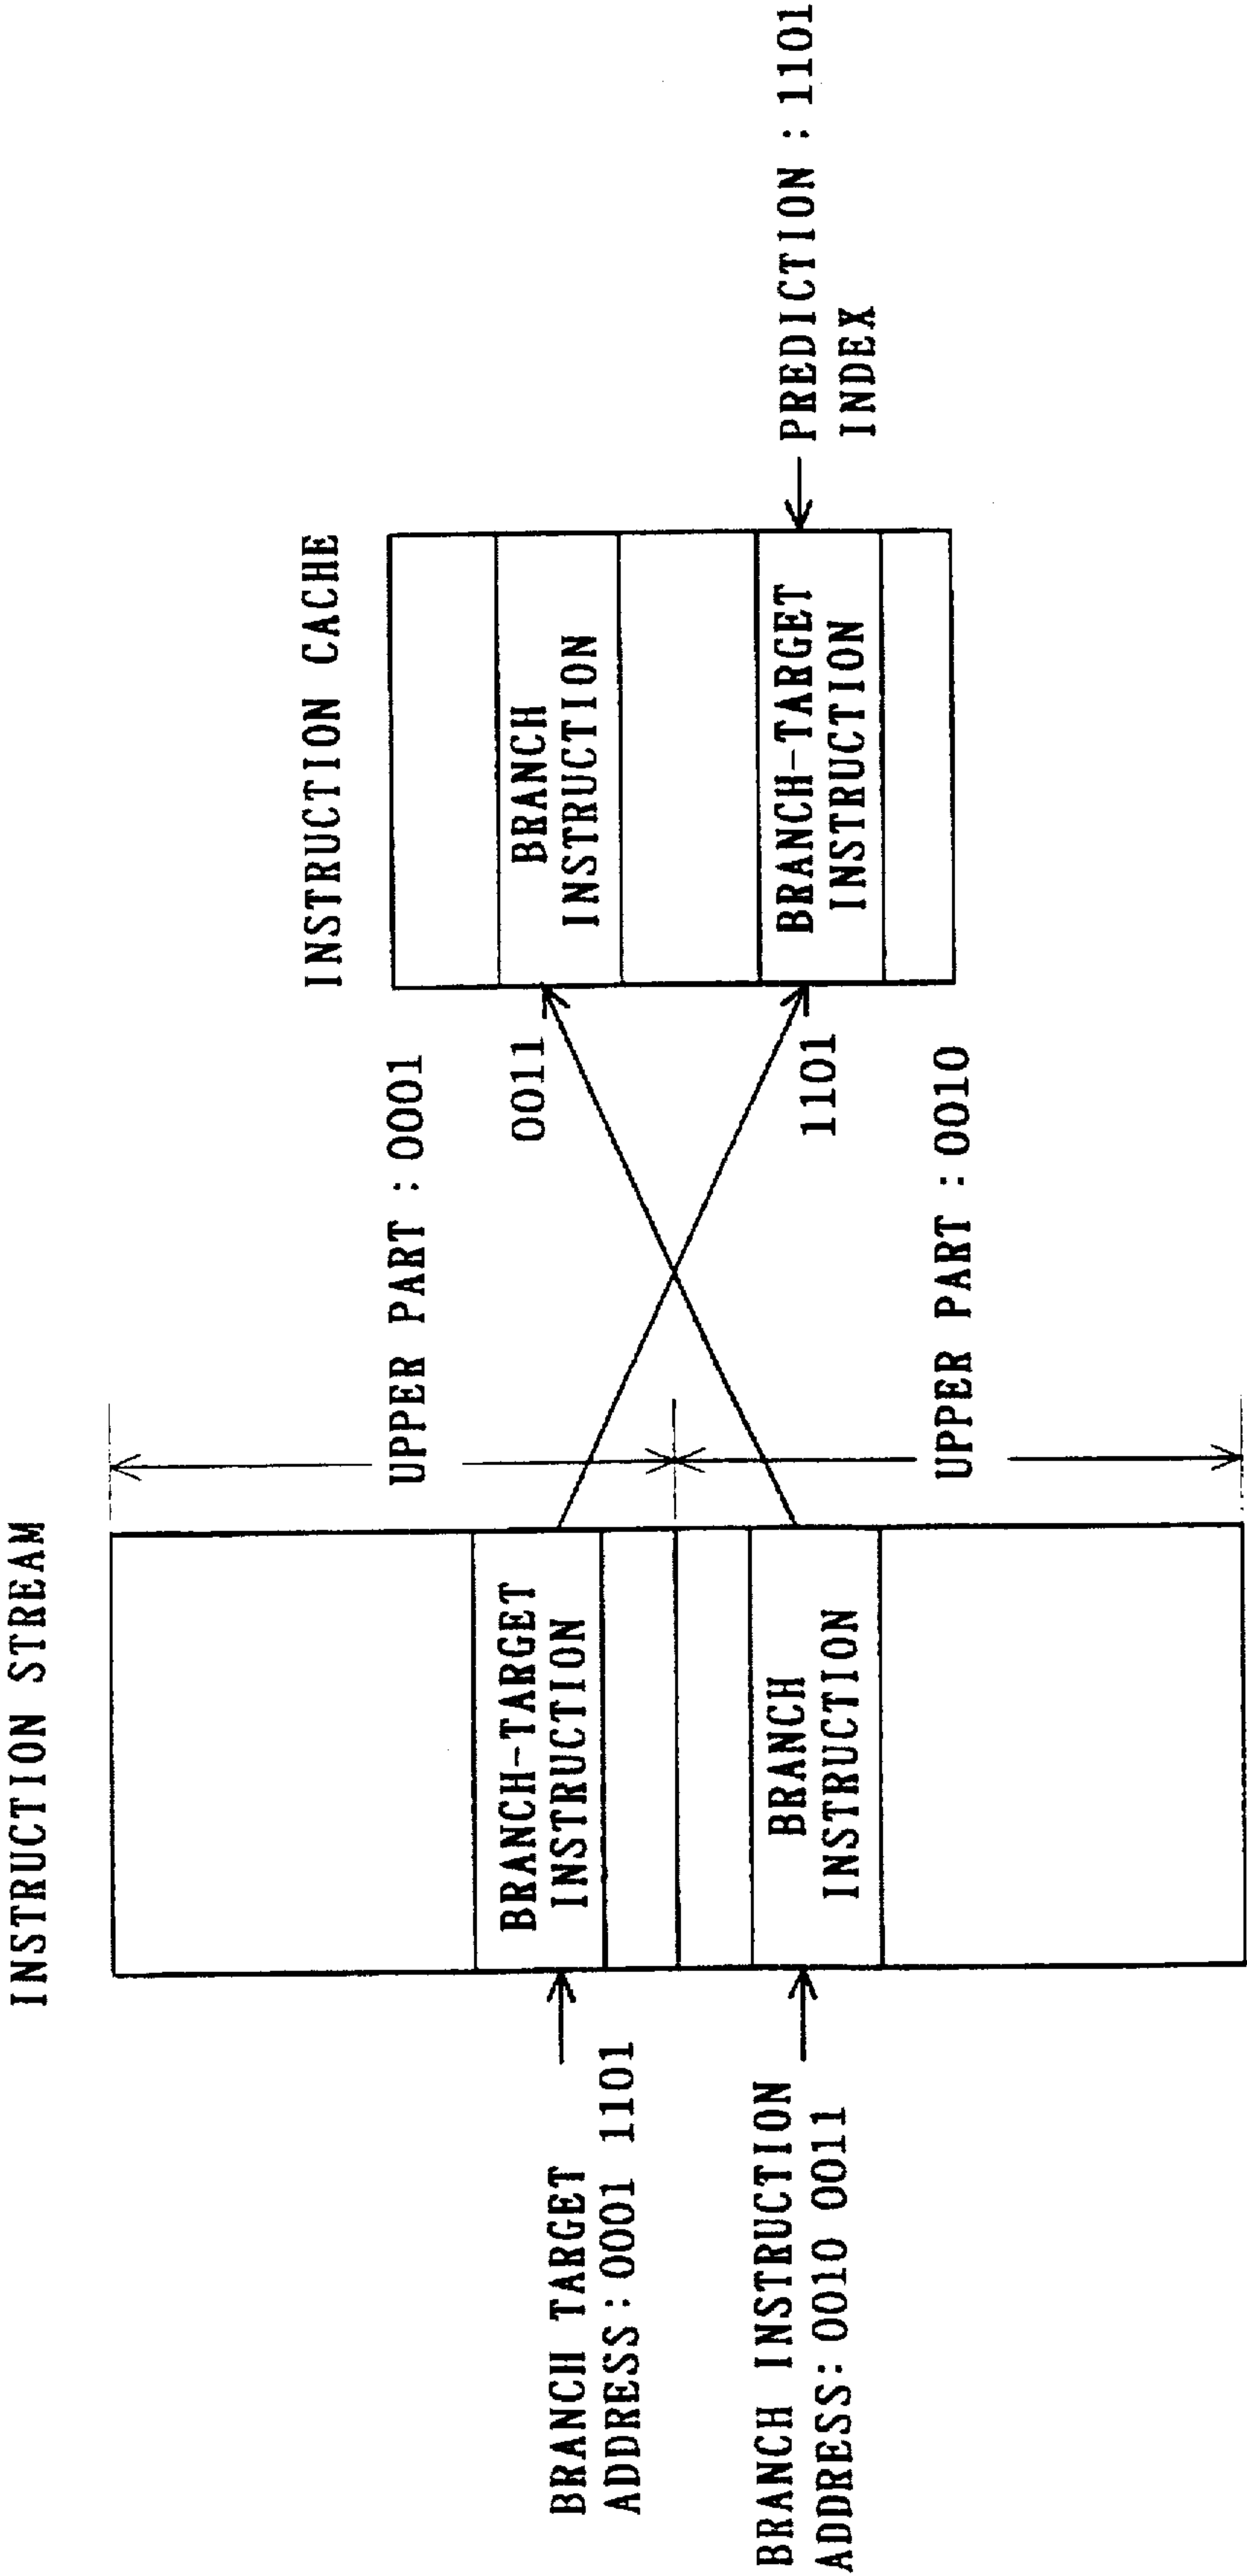 INSTRUCTION STREAM
BRANCH TARGET
ADDRESS : 0001 1101
BRANCH-TARGET
INSTRUCTION
BRANCH INSTRUCTION
ADDRESS : 0010 0011
BRANCH
INSTRUCTION
UPPER PART : 0001
UPPER PART : 0010
INSTRUCTION CACHE
0011
BRANCH
INSTRUCTION
1101
BRANCH-TARGET
INSTRUCTION
PREDICTION : 1101
INDEX